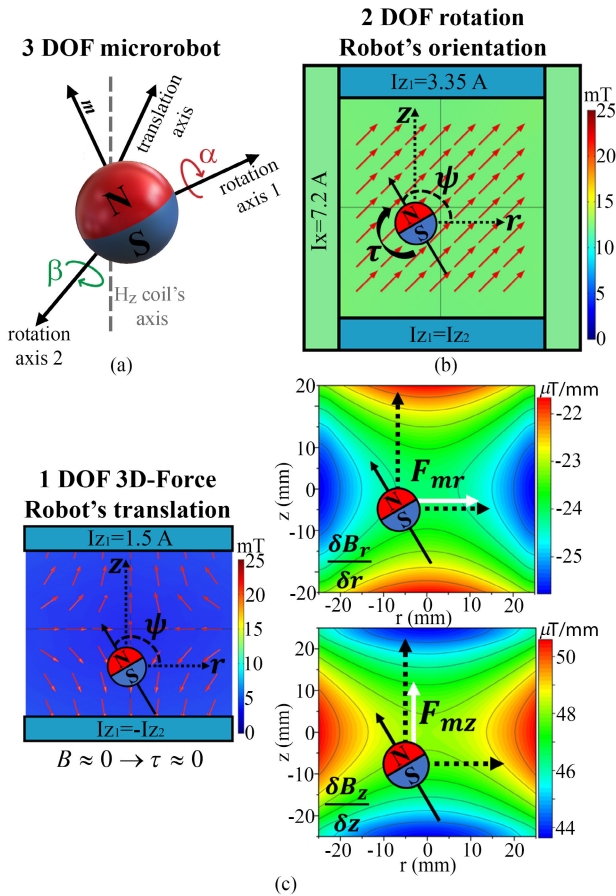 3 DOF microrobot
m
translation
axis
α
rotation
axis 1
N
S
β
Hz coil's
axis
rotation
axis 2
(a)
2 DOF rotation
Robot's orientation
Iz1=3.35 A
z
ψ
N
S
r
τ
Ix=7.2 A
Iz1=Iz2
mT
25
20
15
10
5
0
(b)
1 DOF 3D-Force
Robot's translation
Iz1=1.5 A
z
ψ
N
S
r
Iz1=-Iz2
mT
25
20
15
10
5
0
B ≈ 0 → τ ≈ 0
z (mm)
20
10
0
-10
-20
Fmr
N
S
δBr
δr
-20 -10 0 10 20
r (mm)
μT/mm
-22
-23
-24
-25
z (mm)
20
10
0
-10
-20
Fmz
N
S
δBz
δz
-20 -10 0 10 20
r (mm)
μT/mm
50
48
46
44
(c)